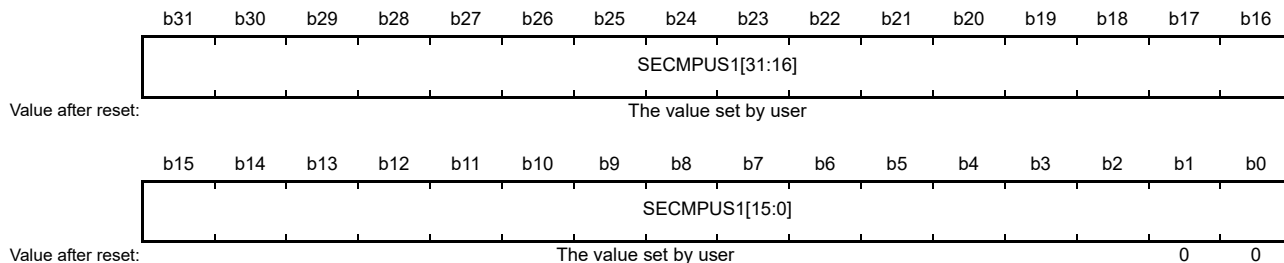 b31 b30 b29 b28 b27 b26 b25 b24 b23 b22 b21 b20 b19 b18 b17 b16
SECMPUS1[31:16]
Value after reset: The value set by user
b15 b14 b13 b12 b11 b10 b9 b8 b7 b6 b5 b4 b3 b2 b1 b0
SECMPUS1[15:0]
Value after reset: The value set by user 0 0